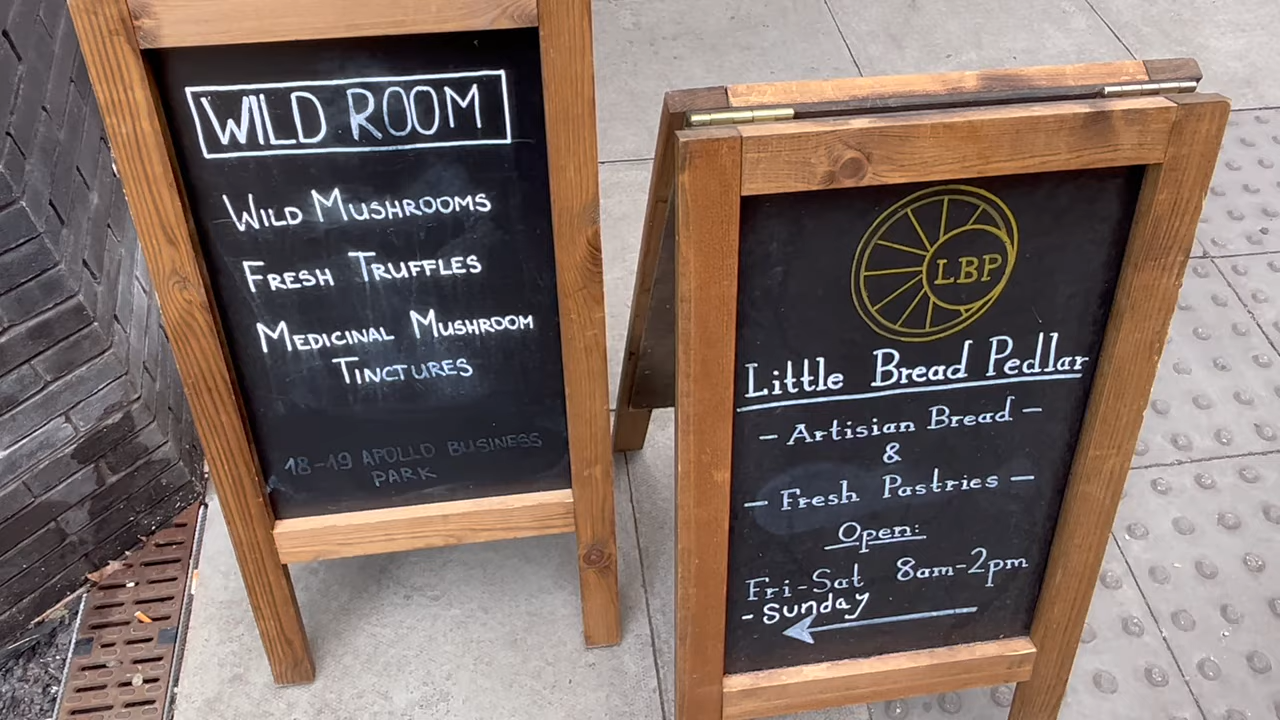 WILD ROOM
WILD MUSHROOMS
FRESH TRUFFLES
MEDICINAL MUSHROOM
TINCTURES
18-19 APOLLO BUSINESS
PARK
LBP
Little Bread Pedlar
- Artisian Bread -
&
- Fresh Pastries -
Open:
Fri-Sat 8am-2pm
- Sunday